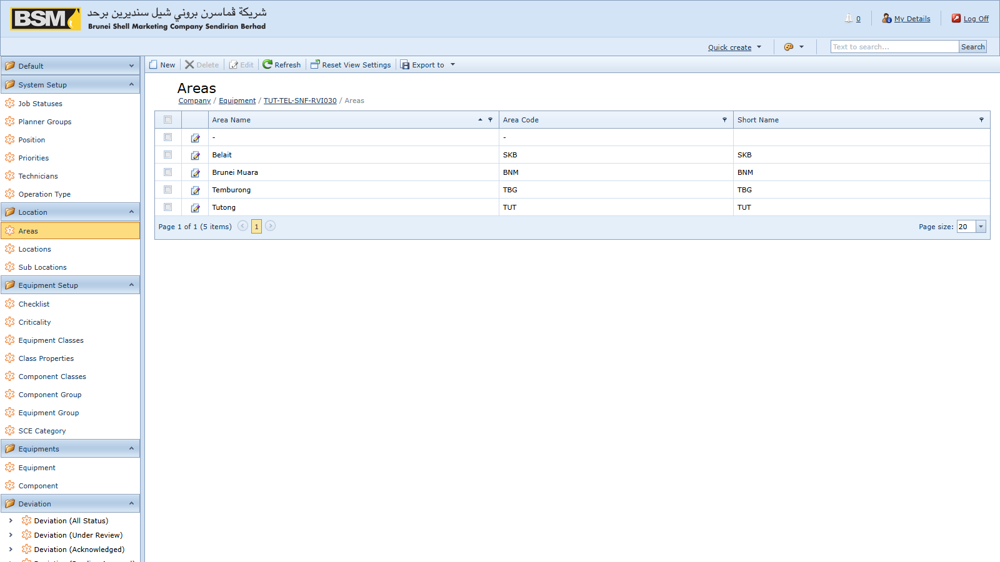 BSM
شريكة ڤماسرن بروني شيل سنديرين برحد
Brunei Shell Marketing Company Sendirian Berhad
0
My Details
Log Off
Quick create
Text to search...
Search
Default
System Setup
Job Statuses
Planner Groups
Position
Priorities
Technicians
Operation Type
Location
Areas
Locations
Sub Locations
Equipment Setup
Checklist
Criticality
Equipment Classes
Class Properties
Component Classes
Component Group
Equipment Group
SCE Category
Equipments
Equipment
Component
Deviation
Deviation (All Status)
Deviation (Under Review)
Deviation (Acknowledged)
New
Delete
Edit
Refresh
Reset View Settings
Export to
Areas
Company / Equipment / TUT-TEL-SNF-RVI030 / Areas
Area Name Area Code Short Name
- -
Belait SKB SKB
Brunei Muara BNM BNM
Temburong TBG TBG
Tutong TUT TUT
Page 1 of 1 (5 items) 1
Page size: 20